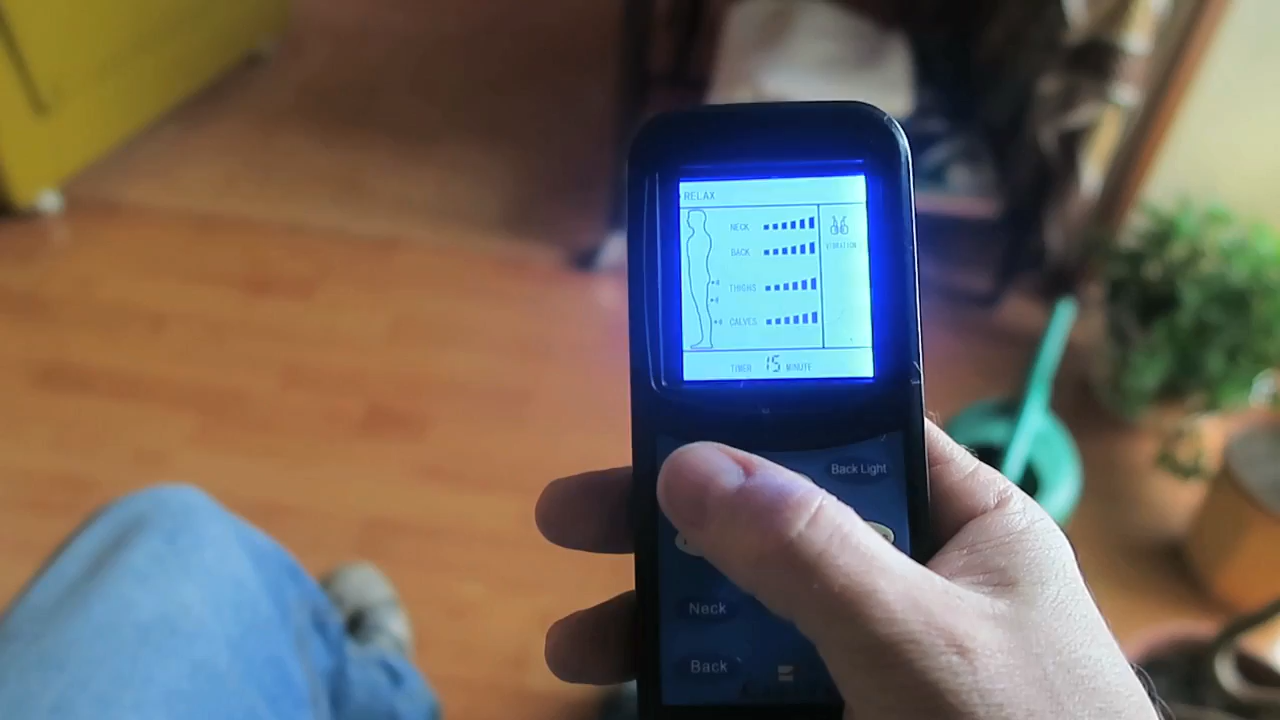 RELAX
NECK
BACK
VIBRATION
THIGHS
CALVES
TIMER 15 MINUTE
Back Light
Neck
Back